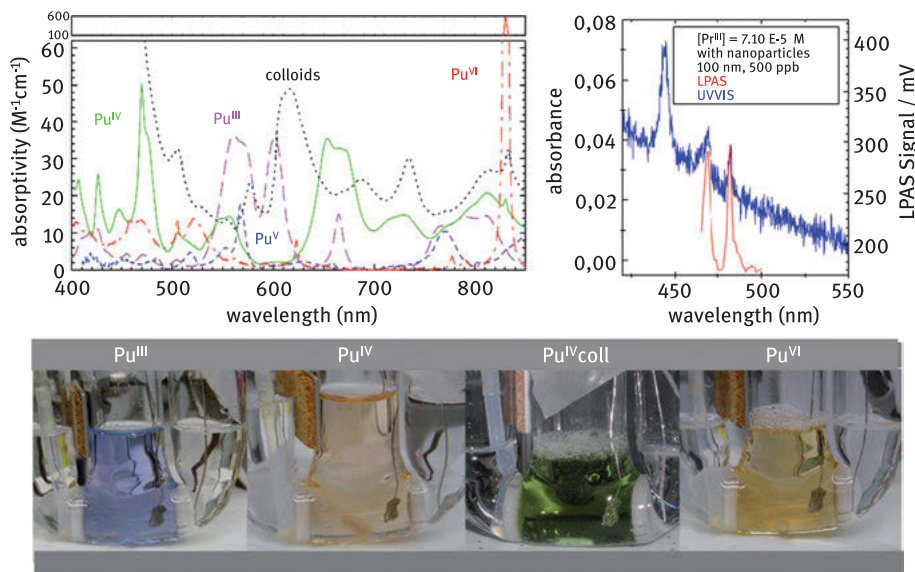 600
100
60
50
40
30
20
10
0
absorptivity (M⁻¹cm⁻¹)
Pu^IV
Pu^III
colloids
Pu^VI
Pu^V
400 500 600 700 800
wavelength (nm)
0,08
0,06
0,04
0,02
0,00
absorbance
[Pr^III] = 7.10 E-5 M
with nanoparticles
100 nm, 500 ppb
LPAS
UVVIS
400
350
300
250
200
LPAS Signal / mV
450 500 550
wavelength (nm)
Pu^III Pu^IV Pu^IVcoll Pu^VI